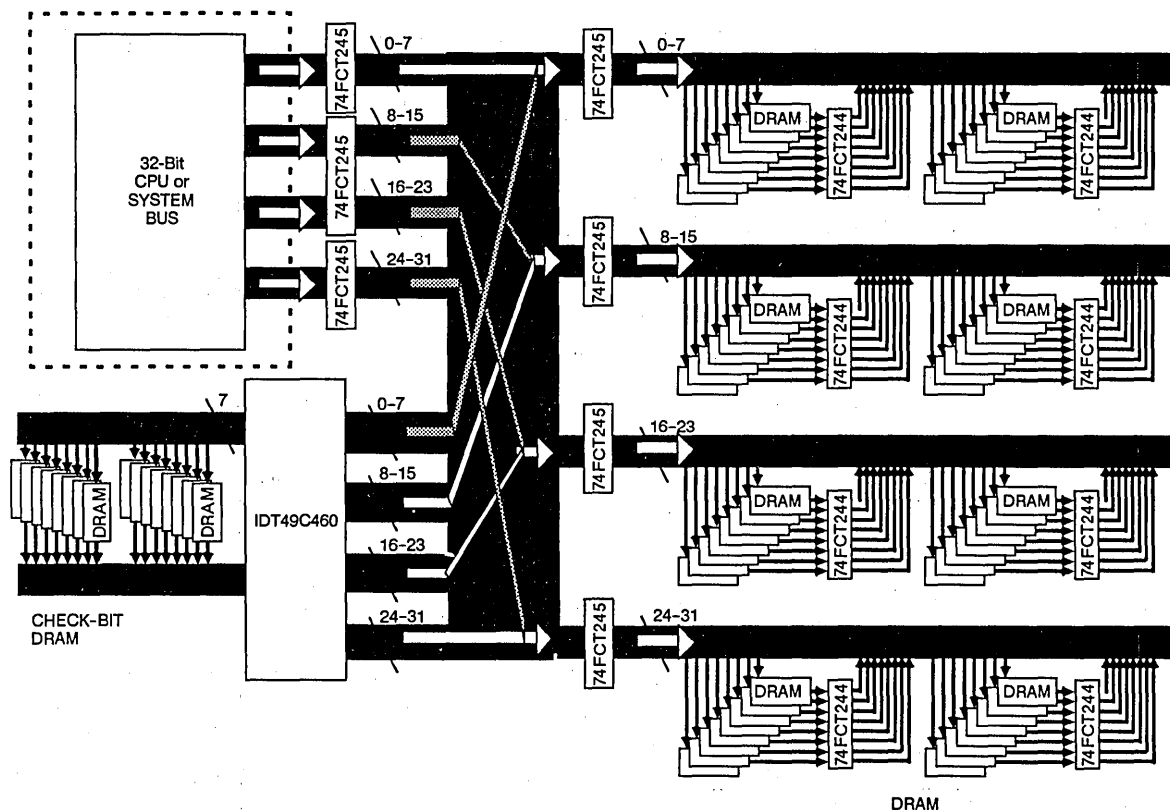 32-Bit
CPU or
SYSTEM
BUS
74FCT245
74FCT245
74FCT245
0–7
8–15
16–23
24–31
7
IDT49C460
0–7
8–15
16–23
24–31
DRAM
DRAM
CHECK-BIT
DRAM
74FCT245
0–7
DRAM
74FCT244
DRAM
74FCT244
74FCT245
8–15
DRAM
74FCT244
DRAM
74FCT244
74FCT245
16–23
DRAM
74FCT244
DRAM
74FCT244
74FCT245
24–31
DRAM
74FCT244
DRAM
74FCT244
DRAM